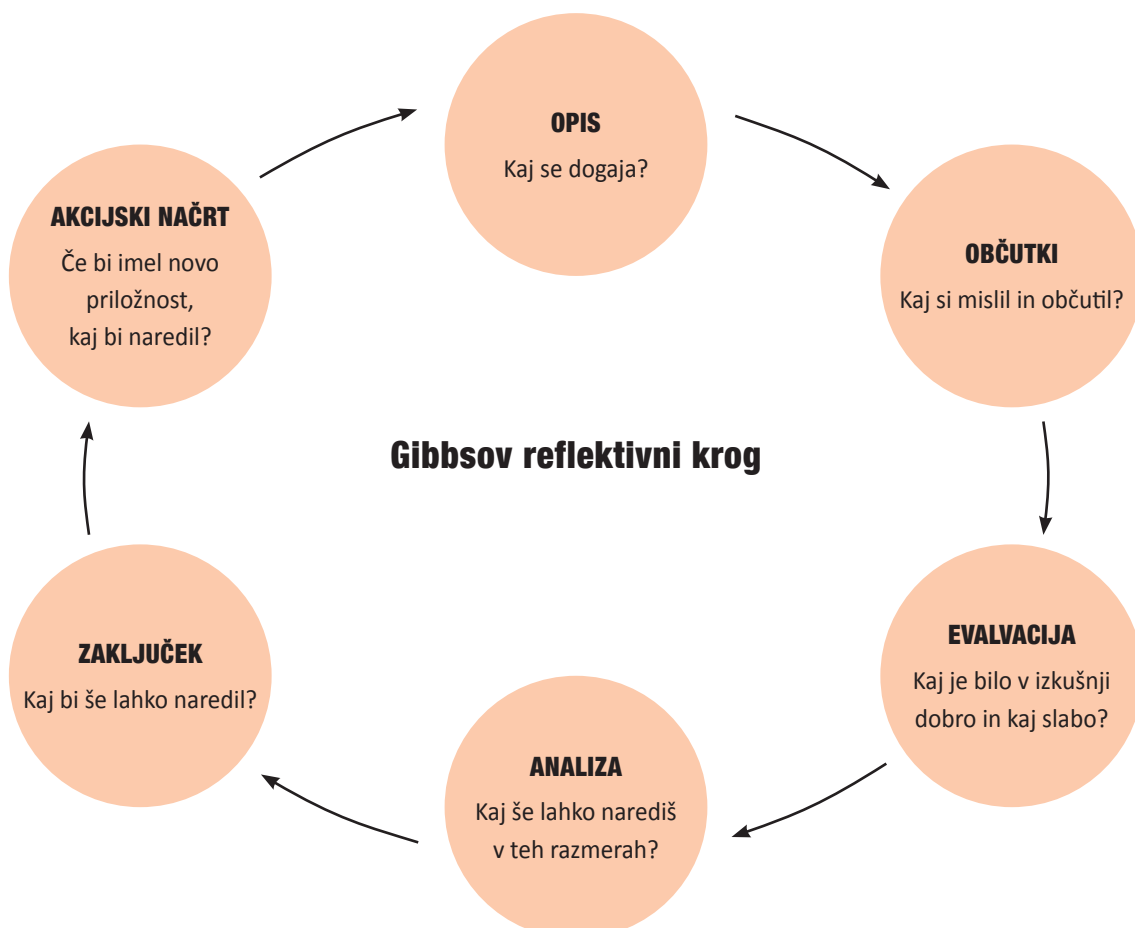 OPIS
Kaj se dogaja?
OBČUTKI
Kaj si mislil in občutil?
EVALVACIJA
Kaj je bilo v izkušnji
dobro in kaj slabo?
ANALIZA
Kaj še lahko narediš
v teh razmerah?
ZAKLJUČEK
Kaj bi še lahko naredil?
AKCIJSKI NAČRT
Če bi imel novo
priložnost,
kaj bi naredil?
Gibbsov reflektivni krog